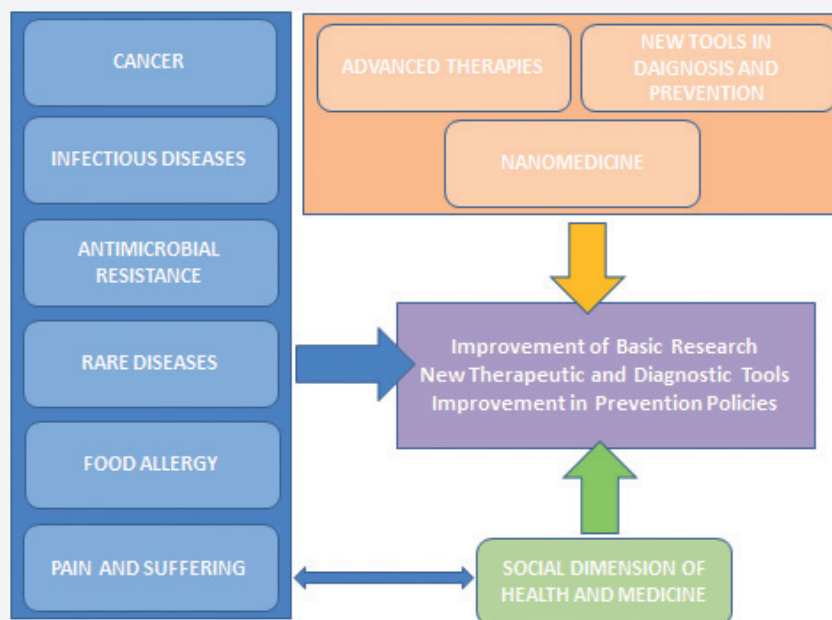 CANCER
INFECTIOUS DISEASES
ANTIMICROBIAL
RESISTANCE
RARE DISEASES
FOOD ALLERGY
PAIN AND SUFFERING
ADVANCED THERAPIES
NEW TOOLS IN
DAIGNOSIS AND
PREVENTION
NANOMEDICINE
Improvement of Basic Research
New Therapeutic and Diagnostic Tools
Improvement in Prevention Policies
SOCIAL DIMENSION OF
HEALTH AND MEDICINE